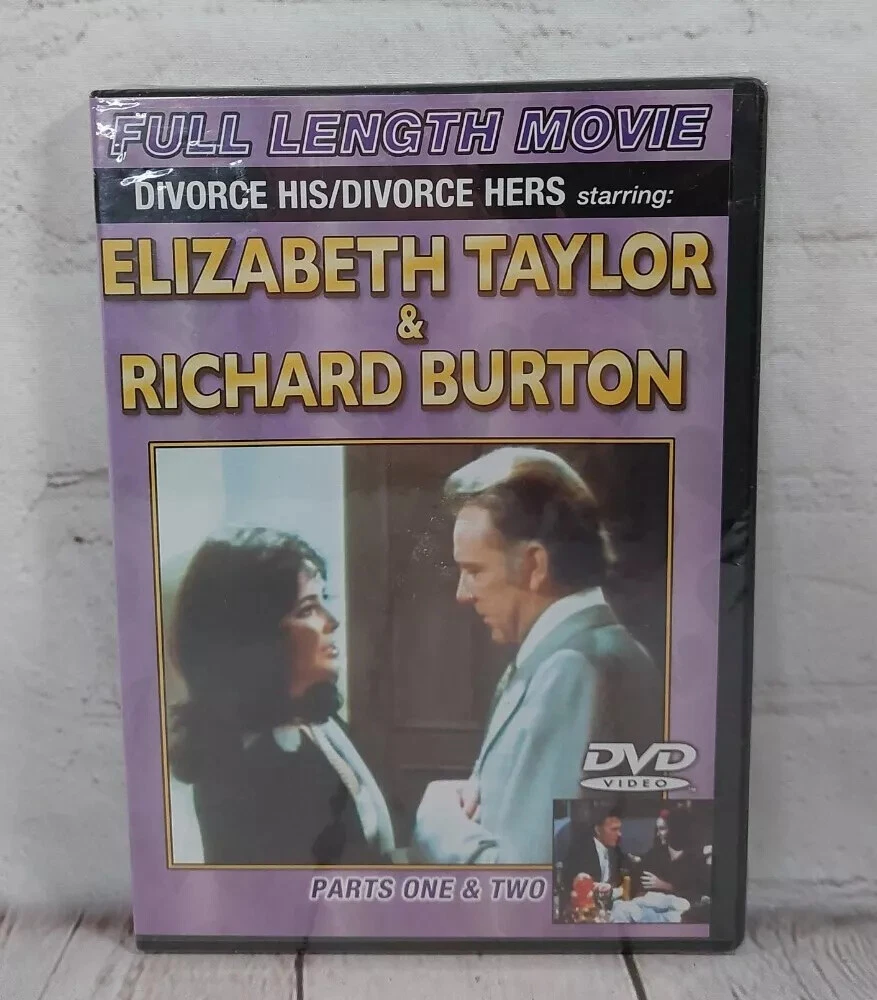 FULL LENGTH MOVIE
DIVORCE HIS/DIVORCE HERS starring:
ELIZABETH TAYLOR
&
RICHARD BURTON
DVD
VIDEO
PARTS ONE & TWO